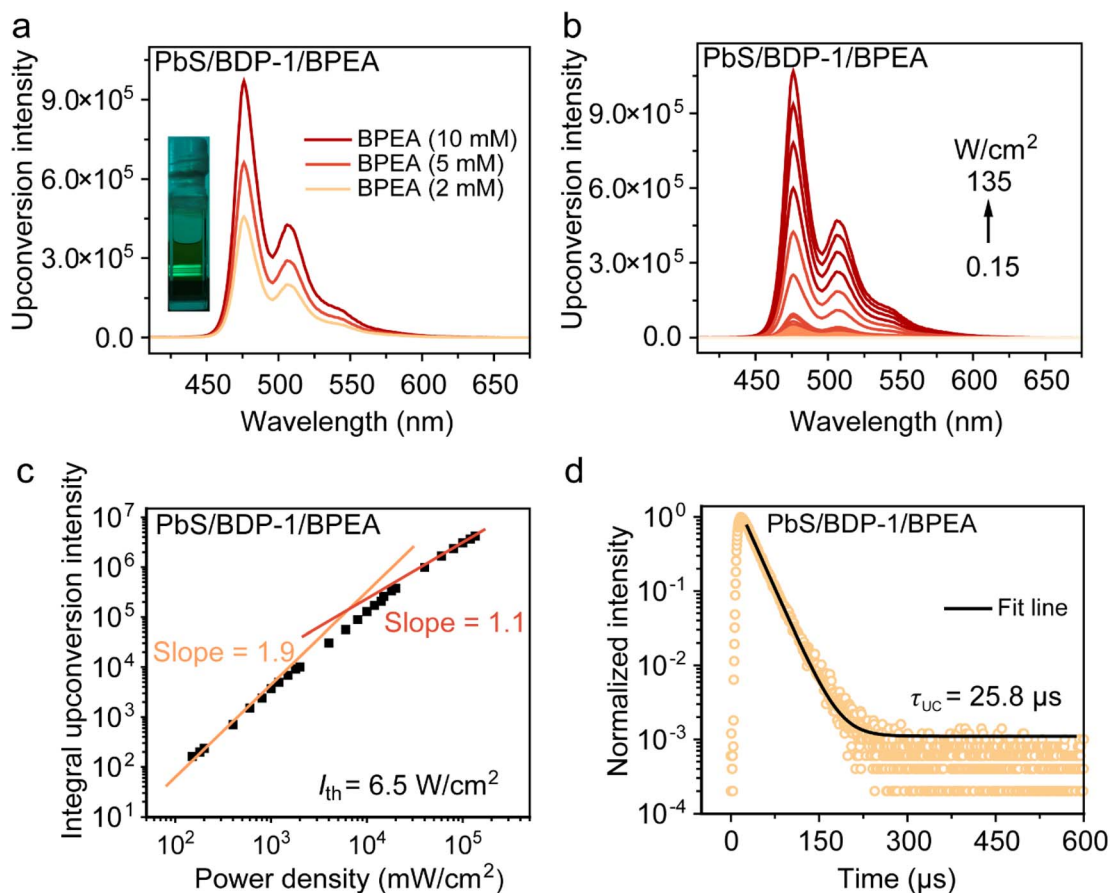 a
PbS/BDP-1/BPEA
Upconversion intensity
9.0×10⁵
6.0×10⁵
3.0×10⁵
0.0
BPEA (10 mM)
BPEA (5 mM)
BPEA (2 mM)
450 500 550 600 650
Wavelength (nm)
b
PbS/BDP-1/BPEA
Upconversion intensity
9.0×10⁵
6.0×10⁵
3.0×10⁵
0.0
W/cm²
135
0.15
450 500 550 600 650
Wavelength (nm)
c
PbS/BDP-1/BPEA
Integral upconversion intensity
10⁷
10⁶
10⁵
10⁴
10³
10²
10¹
Slope = 1.9
Slope = 1.1
I_th = 6.5 W/cm²
10² 10³ 10⁴ 10⁵
Power density (mW/cm²)
d
PbS/BDP-1/BPEA
Normalized intensity
10⁰
10⁻¹
10⁻²
10⁻³
10⁻⁴
Fit line
τ_UC = 25.8 µs
0 150 300 450 600
Time (µs)